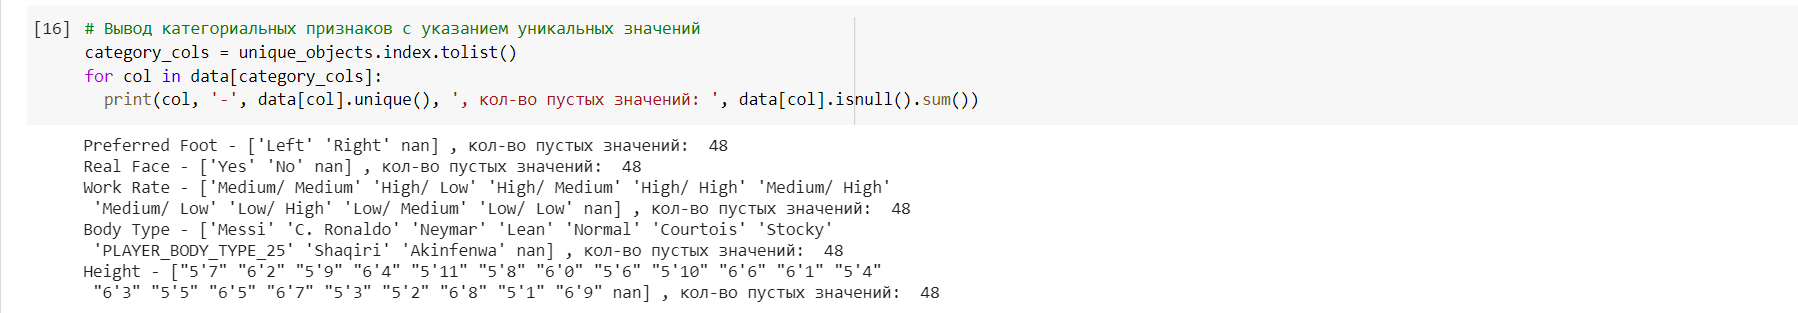 [16] # Вывод категориальных признаков с указанием уникальных значений
category_cols = unique_objects.index.tolist()
for col in data[category_cols]:
  print(col, '-', data[col].unique(), ', кол-во пустых значений: ', data[col].isnull().sum())
Preferred Foot - ['Left' 'Right' nan] , кол-во пустых значений:  48
Real Face - ['Yes' 'No' nan] , кол-во пустых значений:  48
Work Rate - ['Medium/ Medium' 'High/ Low' 'High/ Medium' 'High/ High' 'Medium/ High'
 'Medium/ Low' 'Low/ High' 'Low/ Medium' 'Low/ Low' nan] , кол-во пустых значений:  48
Body Type - ['Messi' 'C. Ronaldo' 'Neymar' 'Lean' 'Normal' 'Courtois' 'Stocky'
 'PLAYER_BODY_TYPE_25' 'Shaqiri' 'Akinfenwa' nan] , кол-во пустых значений:  48
Height - ["5'7" "6'2" "5'9" "6'4" "5'11" "5'8" "6'0" "5'6" "5'10" "6'6" "6'1" "5'4"
 "6'3" "5'5" "6'5" "6'7" "5'3" "5'2" "6'8" "5'1" "6'9" nan] , кол-во пустых значений:  48